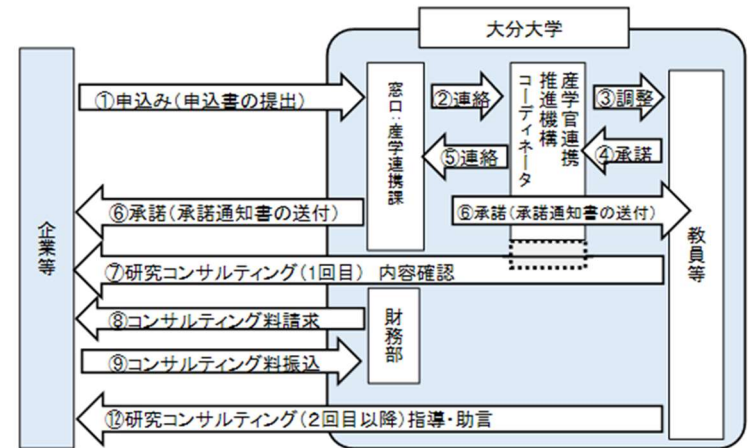 大分大学
①申込み(申込書の提出)
窓口:産学連携課
②連絡
産学官連携
推進機構
コーディネータ
③調整
④承諾
⑤連絡
⑥承諾(承諾通知書の送付)
⑥承諾(承諾通知書の送付)
企業等
教員等
⑦研究コンサルティング(1回目) 内容確認
⑧コンサルティング料請求
財務部
⑨コンサルティング料振込
⑫研究コンサルティング(2回目以降)指導・助言